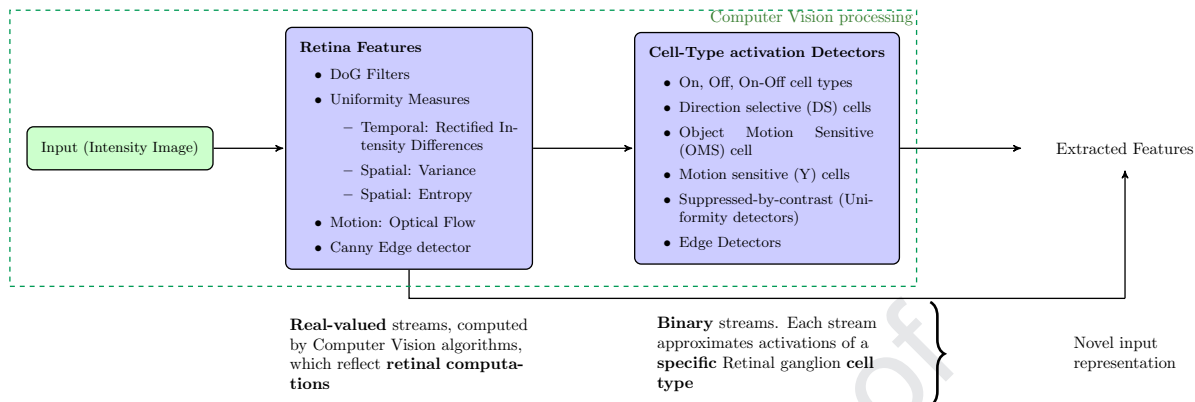 Computer Vision processing
Input (Intensity Image)
Retina Features
• DoG Filters
• Uniformity Measures
– Temporal: Rectified In-
tensity Differences
– Spatial: Variance
– Spatial: Entropy
• Motion: Optical Flow
• Canny Edge detector
Cell-Type activation Detectors
• On, Off, On-Off cell types
• Direction selective (DS) cells
• Object Motion Sensitive
(OMS) cell
• Motion sensitive (Y) cells
• Suppressed-by-contrast (Uni-
formity detectors)
• Edge Detectors
Extracted Features
Real-valued streams, computed
by Computer Vision algorithms,
which reflect retinal computa-
tions
Binary streams. Each stream
approximates activations of a
specific Retinal ganglion cell
type
Novel input
representation
of